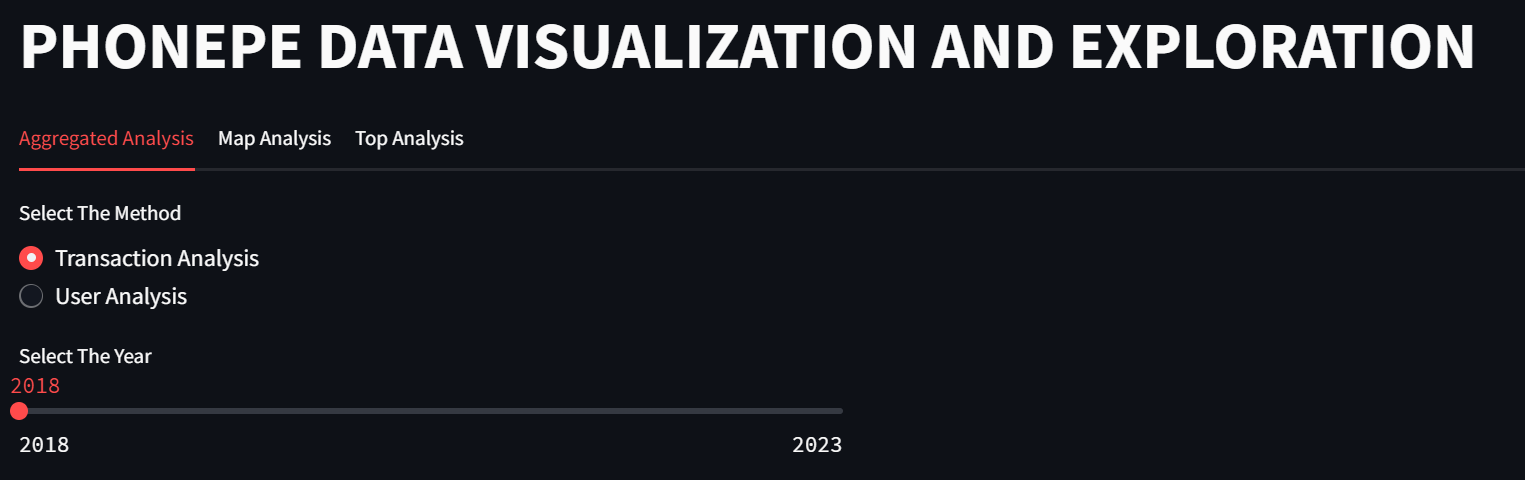 PHONEPE DATA VISUALIZATION AND EXPLORATION
Aggregated Analysis Map Analysis Top Analysis
Select The Method
Transaction Analysis
User Analysis
Select The Year
2018
2018 2023